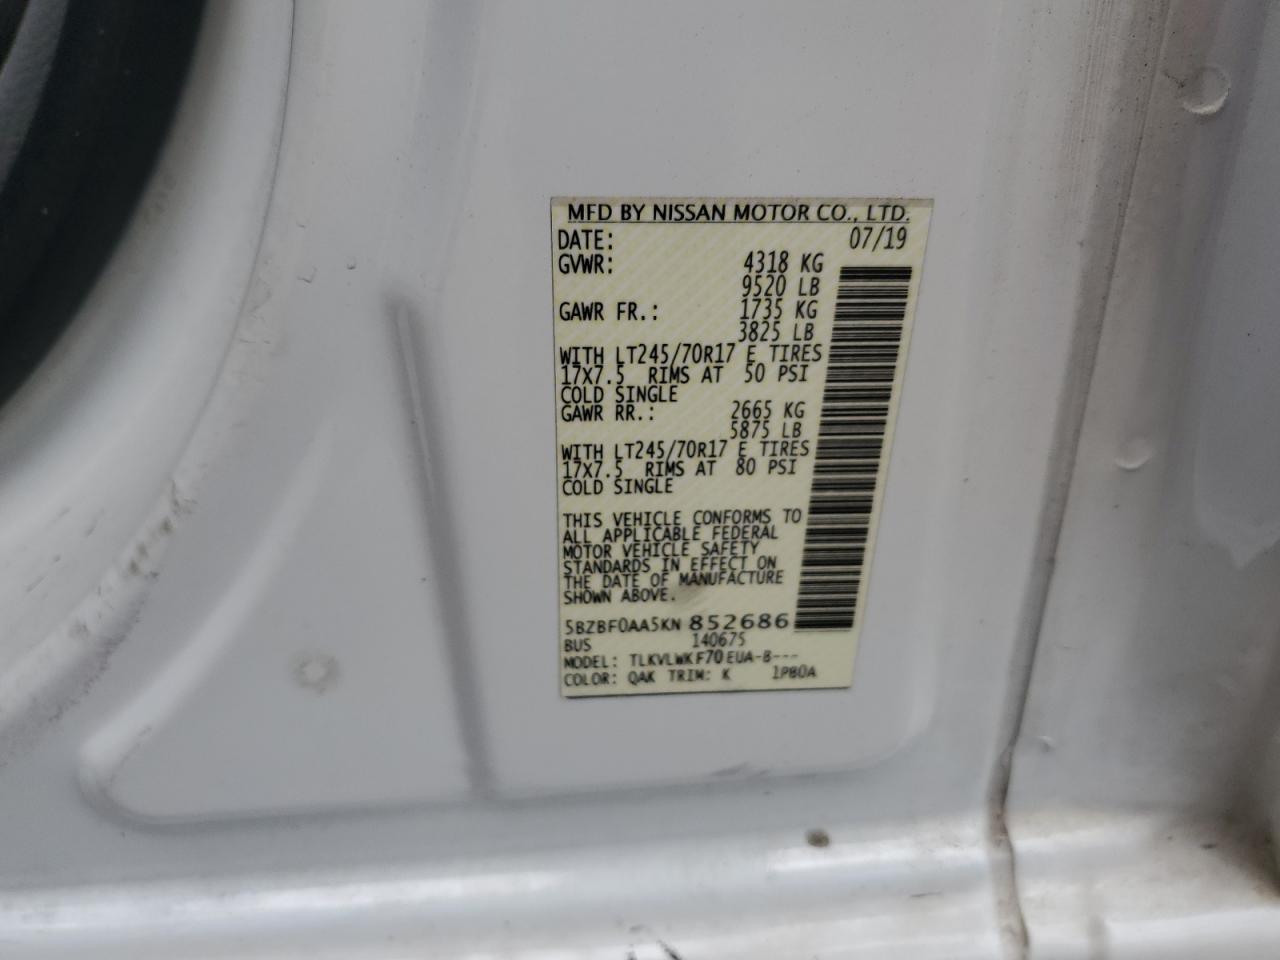 MFD BY NISSAN MOTOR CO., LTD.
DATE: 07/19
GVWR: 4318 KG
9520 LB
GAWR FR.: 1735 KG
3825 LB
WITH LT245/70R17 E TIRES
17X7.5 RIMS AT 50 PSI
COLD SINGLE
GAWR RR.: 2665 KG
5875 LB
WITH LT245/70R17 E TIRES
17X7.5 RIMS AT 80 PSI
COLD SINGLE
THIS VEHICLE CONFORMS TO
ALL APPLICABLE FEDERAL
MOTOR VEHICLE SAFETY
STANDARDS IN EFFECT ON
THE DATE OF MANUFACTURE
SHOWN ABOVE.
5BZBF0AA5KN 852686
BUS 140675
MODEL: TLKVLWKF70EUA-B---
COLOR: QAK TRIM: K 1P80A